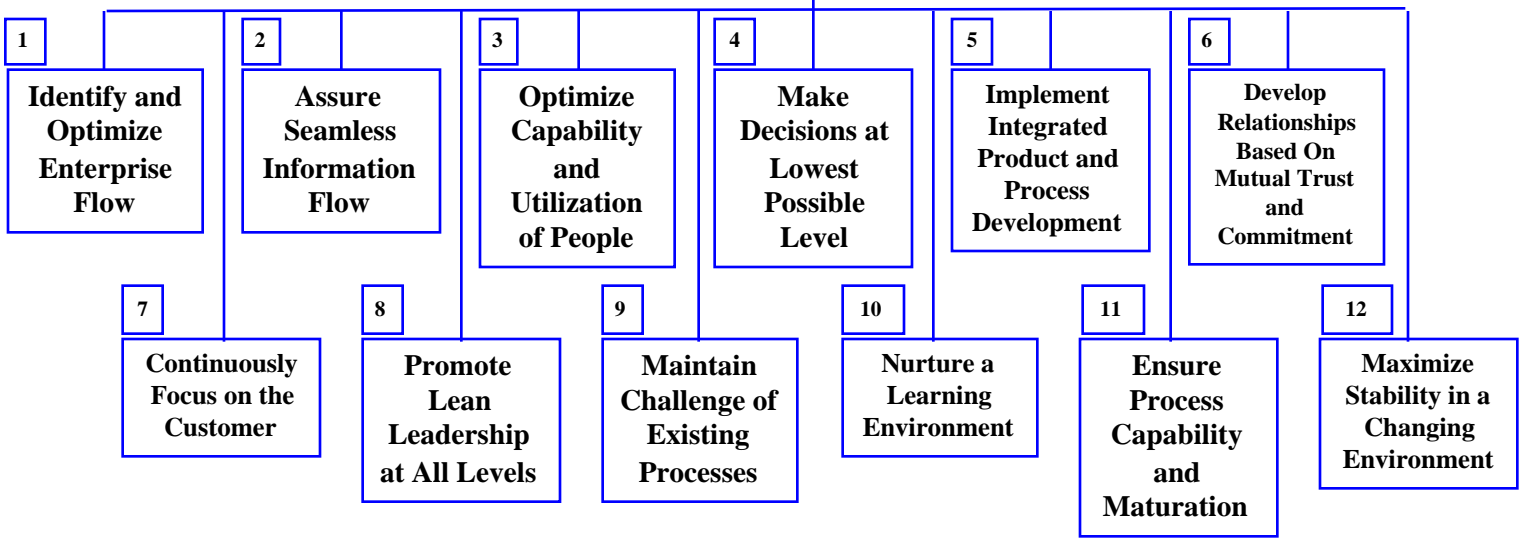 1
Identify and
Optimize
Enterprise
Flow
2
Assure
Seamless
Information
Flow
3
Optimize
Capability
and
Utilization
of People
4
Make
Decisions at
Lowest
Possible
Level
5
Implement
Integrated
Product and
Process
Development
6
Develop
Relationships
Based On
Mutual Trust
and
Commitment
7
Continuously
Focus on the
Customer
8
Promote
Lean
Leadership
at All Levels
9
Maintain
Challenge of
Existing
Processes
10
Nurture a
Learning
Environment
11
Ensure
Process
Capability
and
Maturation
12
Maximize
Stability in a
Changing
Environment